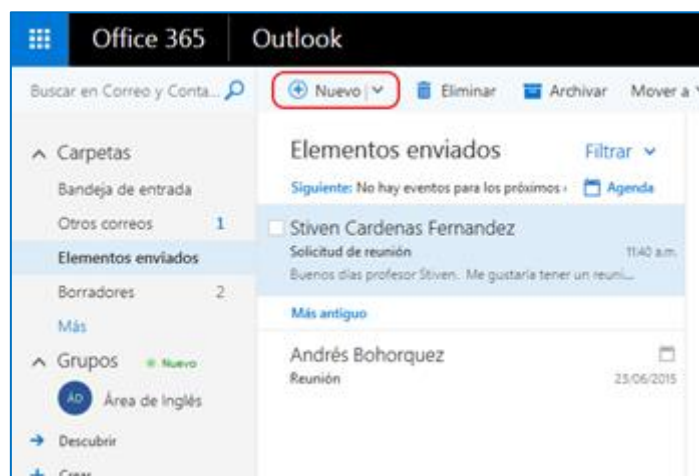 Office 365 Outlook
Buscar en Correo y Conta... Nuevo Eliminar Archivar Mover a
Carpetas
Bandeja de entrada
Otros correos 1
Elementos enviados
Borradores 2
Más
Grupos Nuevo
ÁD Área de Inglés
Descubrir
Crear
Elementos enviados Filtrar
Siguiente: No hay eventos para los próximos Agenda
Stiven Cardenas Fernandez
Solicitud de reunión 11:40 a.m.
Buenos días profesor Stiven. Me gustaría tener un reuni...
Más antiguo
Andrés Bohorquez
Reunión 23/06/2015